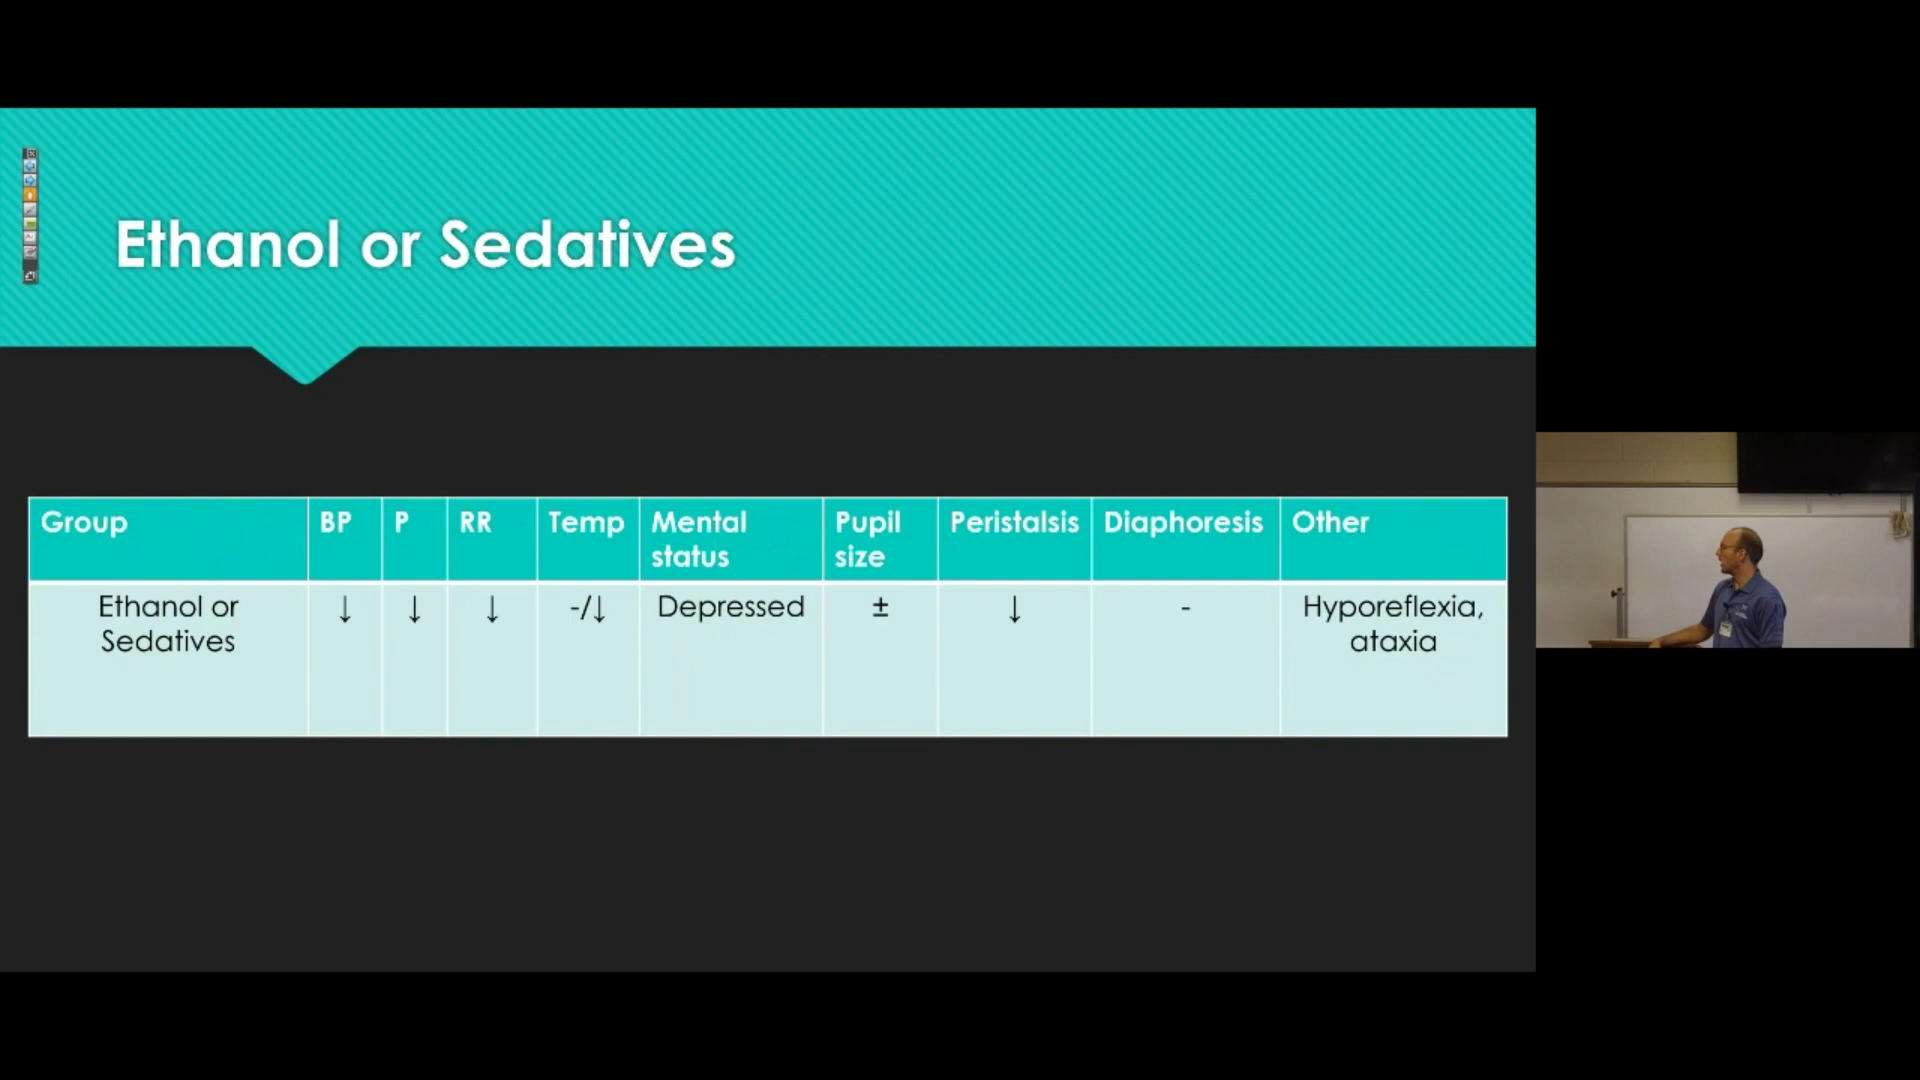 Ethanol or Sedatives
Group BP P RR Temp Mental status Pupil size Peristalsis Diaphoresis Other
Ethanol or Sedatives ↓ ↓ ↓ -/↓ Depressed ± ↓ - Hyporeflexia, ataxia